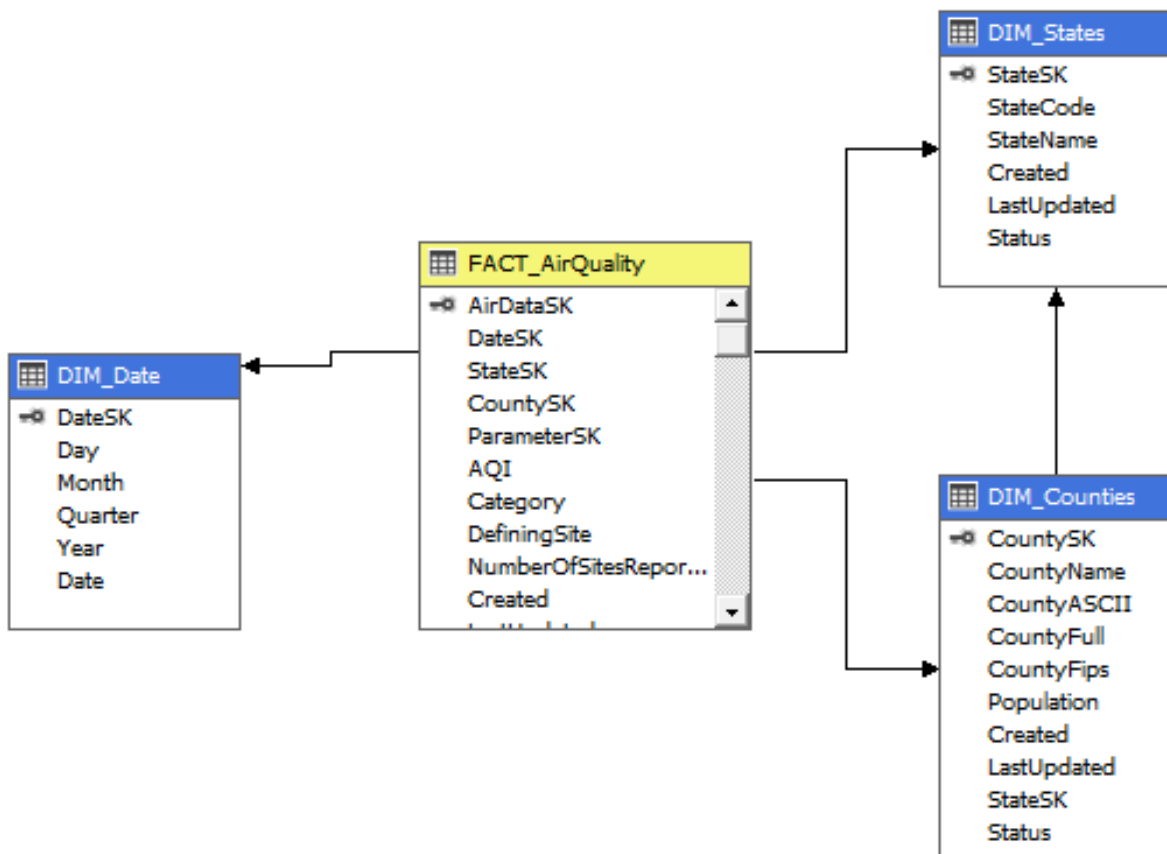 DIM_States
StateSK
StateCode
StateName
Created
LastUpdated
Status
FACT_AirQuality
AirDataSK
DateSK
StateSK
CountySK
ParameterSK
AQI
Category
DefiningSite
NumberOfSitesRepor...
Created
DIM_Date
DateSK
Day
Month
Quarter
Year
Date
DIM_Counties
CountySK
CountyName
CountyASCII
CountyFull
CountyFips
Population
Created
LastUpdated
StateSK
Status